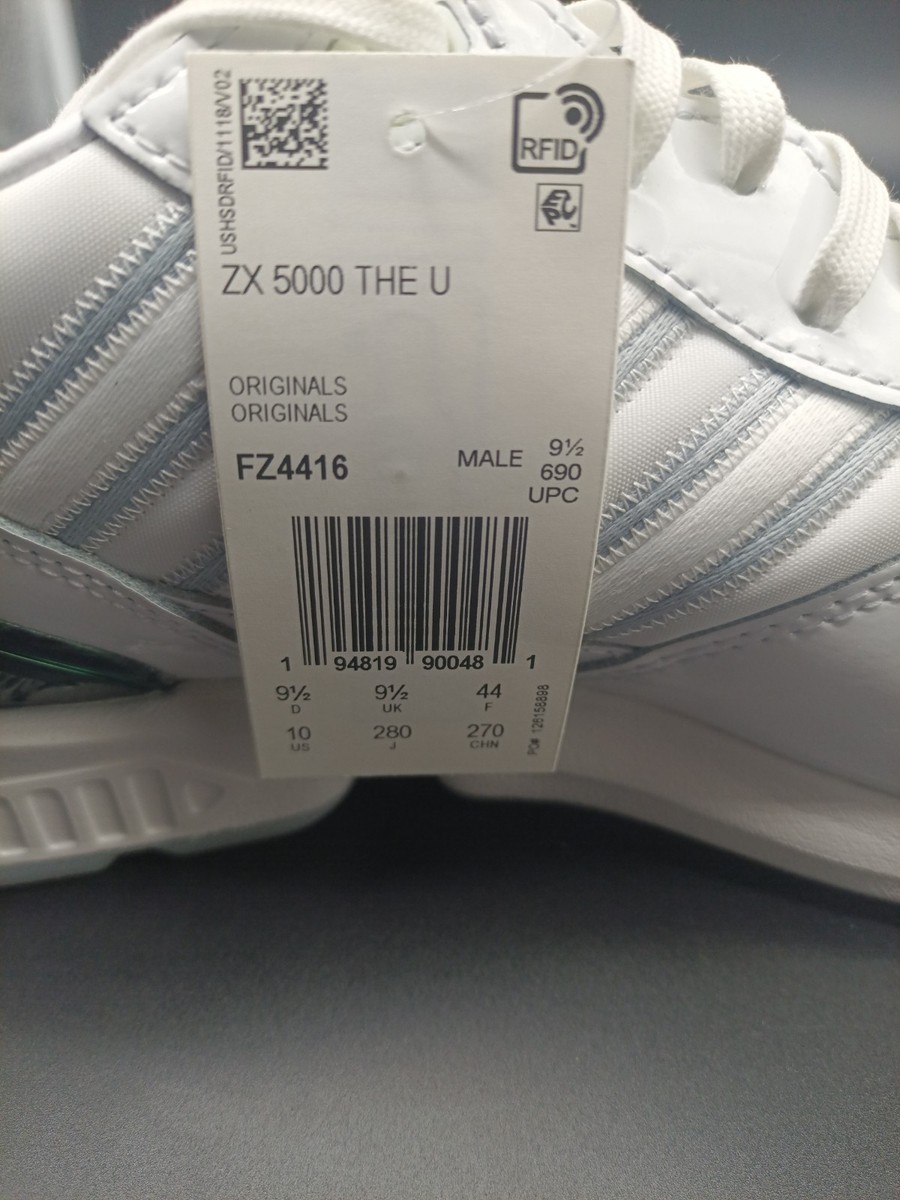 USHSDRFID/1118/V02
RFID
ZX 5000 THE U
ORIGINALS
ORIGINALS
FZ4416
MALE 9½
690
UPC
1 94819 90048 1
9½ 9½ 44
D UK F
10 280 270
US J CHN
PO# 126158898